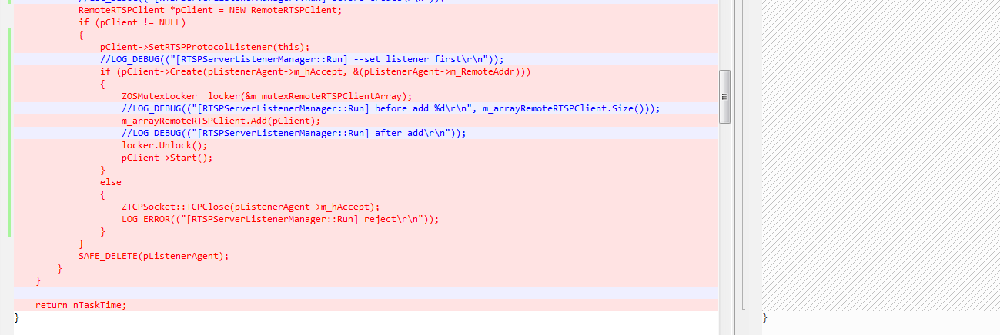 RemoteRTSPClient *pClient = NEW RemoteRTSPClient;
if (pClient != NULL)
{
pClient->SetRTSPProtocolListener(this);
//LOG_DEBUG(("[RTSPServerListenerManager::Run] --set listener first\r\n"));
if (pClient->Create(pListenerAgent->m_hAccept, &(pListenerAgent->m_RemoteAddr)))
{
ZOSMutexLocker  locker(&m_mutexRemoteRTSPClientArray);
//LOG_DEBUG(("[RTSPServerListenerManager::Run] before add %d\r\n", m_arrayRemoteRTSPClient.Size()));
m_arrayRemoteRTSPClient.Add(pClient);
//LOG_DEBUG(("[RTSPServerListenerManager::Run] after add\r\n"));
locker.Unlock();
pClient->Start();
}
else
{
ZTCPSocket::TCPClose(pListenerAgent->m_hAccept);
LOG_ERROR(("[RTSPServerListenerManager::Run] reject\r\n"));
}
}
SAFE_DELETE(pListenerAgent);
}
}
return nTaskTime;
}
}